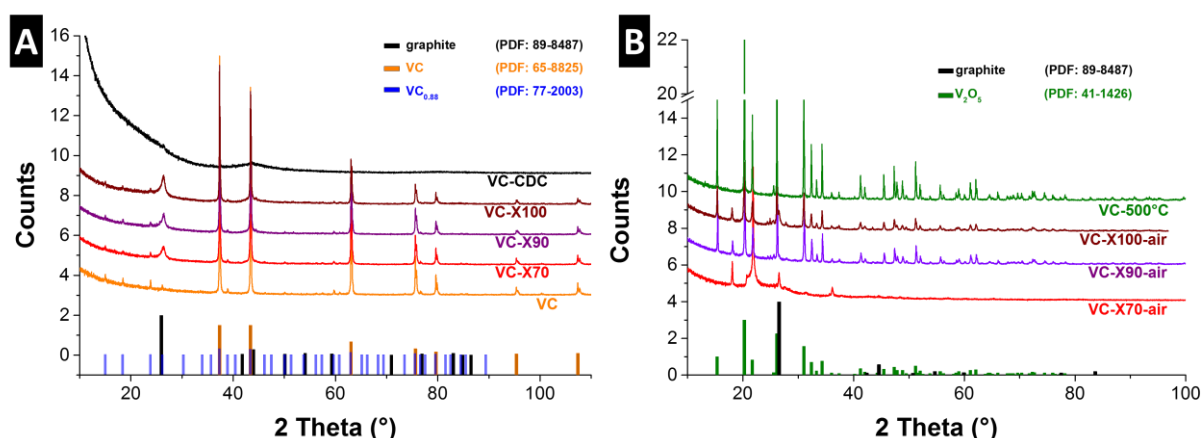 A
graphite (PDF: 89-8487)
VC (PDF: 65-8825)
VC0.88 (PDF: 77-2003)
16
14
12
10
8
6
4
2
0
Counts
VC-CDC
VC-X100
VC-X90
VC-X70
VC
20 40 60 80 100
2 Theta (°)
B
graphite (PDF: 89-8487)
V2O5 (PDF: 41-1426)
22
20
10
8
6
4
2
0
Counts
VC-500°C
VC-X100-air
VC-X90-air
VC-X70-air
20 40 60 80 100
2 Theta (°)